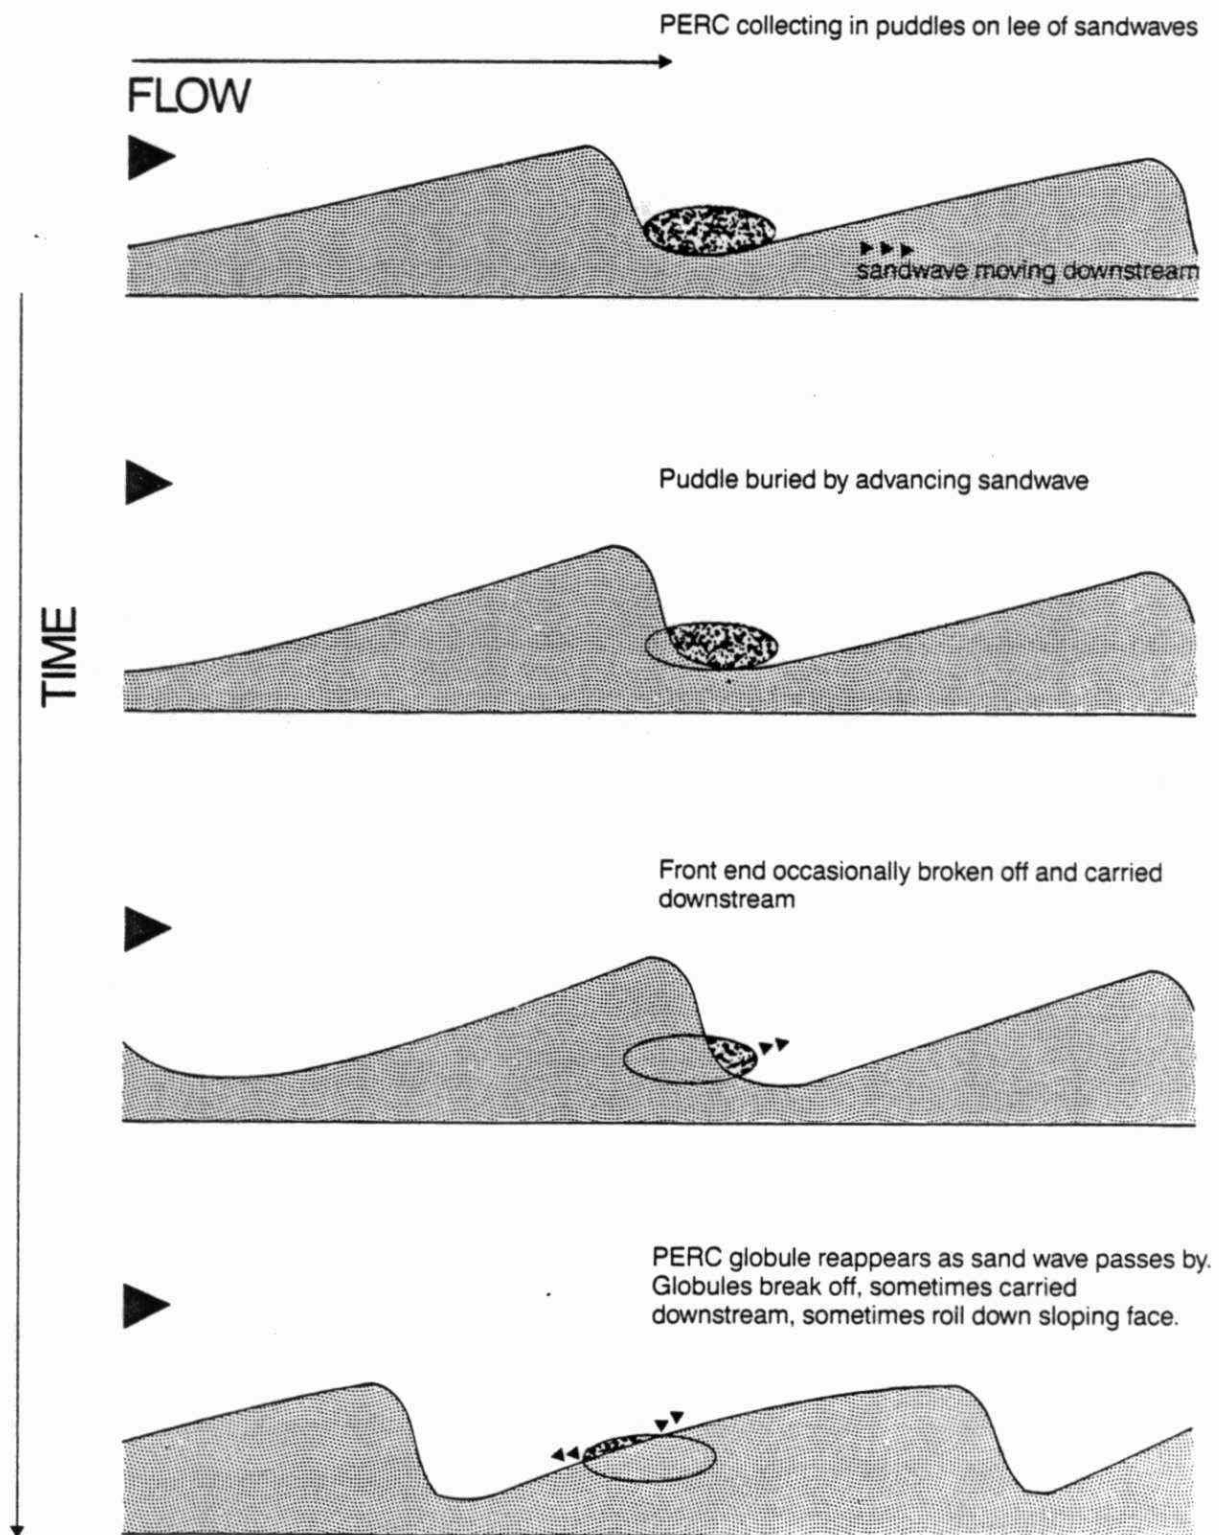 PERC collecting in puddles on lee of sandwaves
FLOW
sandwave moving downstream
TIME
Puddle buried by advancing sandwave
Front end occasionally broken off and carried
downstream
PERC globule reappears as sand wave passes by.
Globules break off, sometimes carried
downstream, sometimes roll down sloping face.